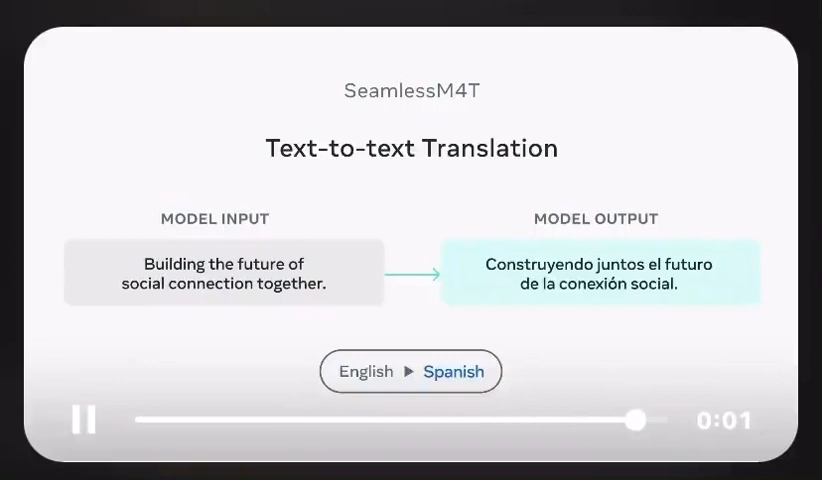 SeamlessM4T
Text-to-text Translation
MODEL INPUT
Building the future of
social connection together.
MODEL OUTPUT
Construyendo juntos el futuro
de la conexión social.
English ▶ Spanish
0:01